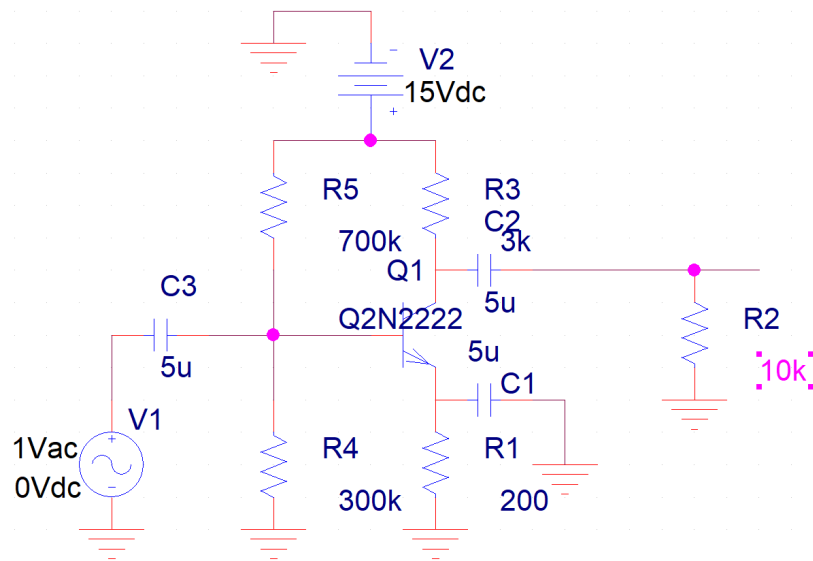 V2
15Vdc
-
+
R5
700k
R3
C2
3k
Q1
5u
Q2N2222
C3
5u
5u
C1
R2
10k
V1
1Vac
0Vdc
+
-
R4
300k
R1
200